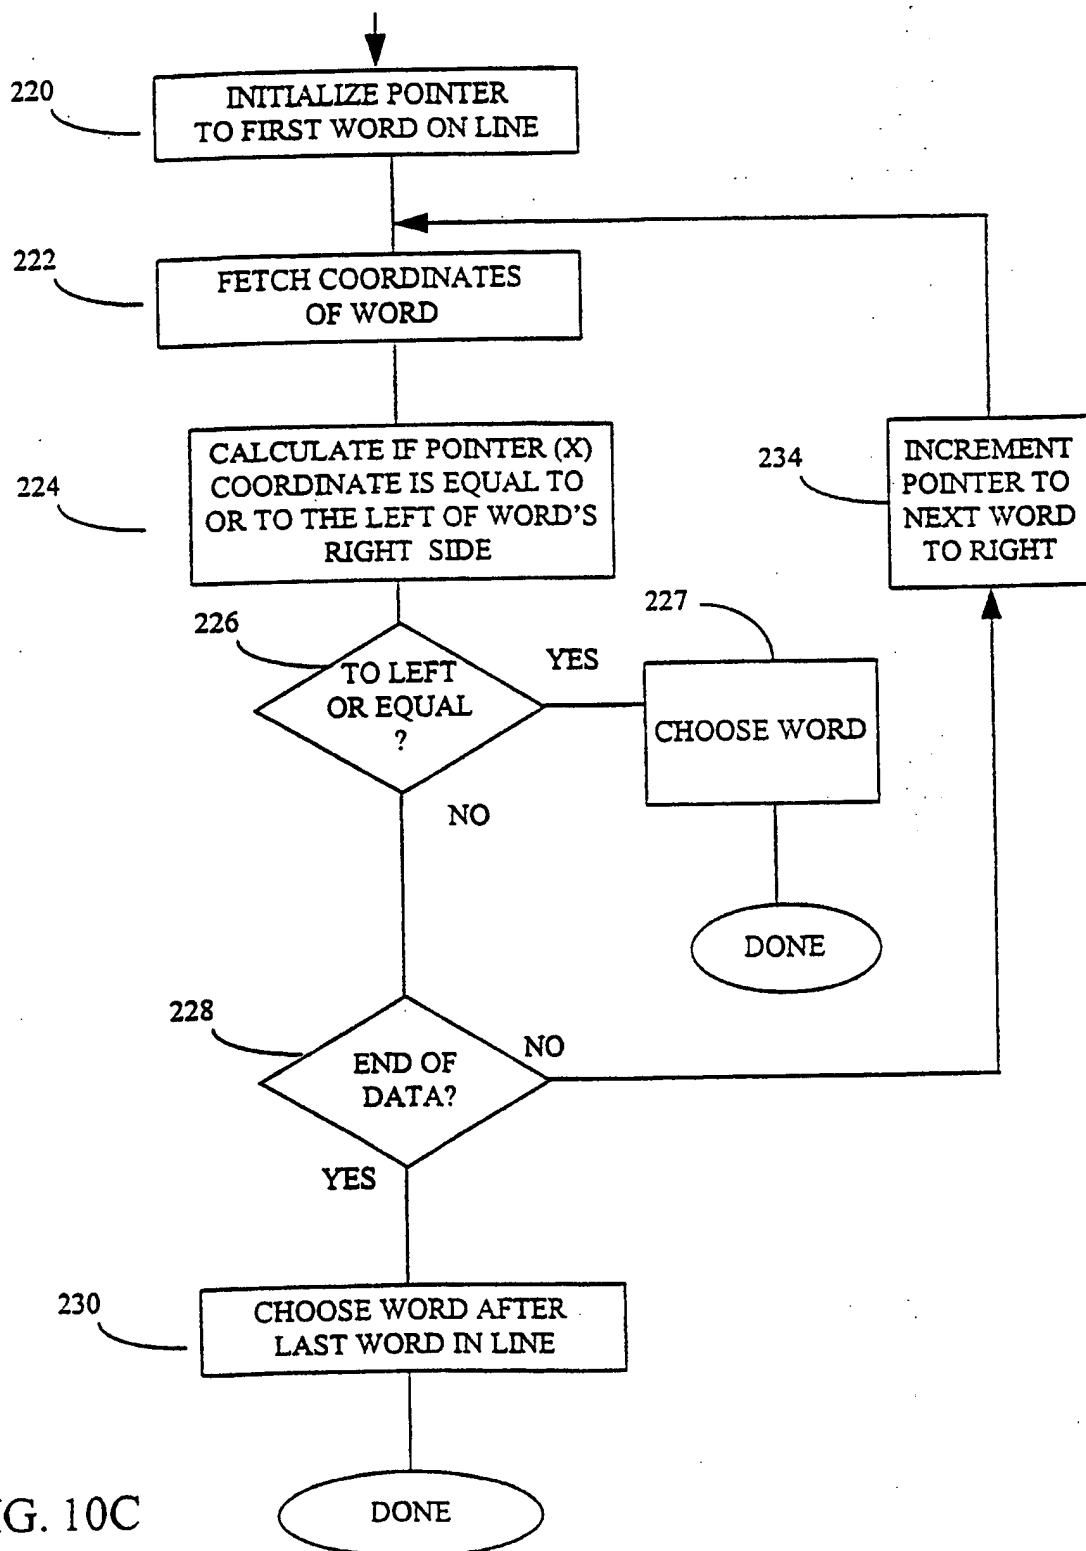 220
INITIALIZE POINTER
TO FIRST WORD ON LINE
222
FETCH COORDINATES
OF WORD
224
CALCULATE IF POINTER (X)
COORDINATE IS EQUAL TO
OR TO THE LEFT OF WORD'S
RIGHT SIDE
234
INCREMENT
POINTER TO
NEXT WORD
TO RIGHT
226
TO LEFT
OR EQUAL
?
YES
NO
227
CHOOSE WORD
DONE
228
END OF
DATA?
NO
YES
230
CHOOSE WORD AFTER
LAST WORD IN LINE
DONE
G. 10C